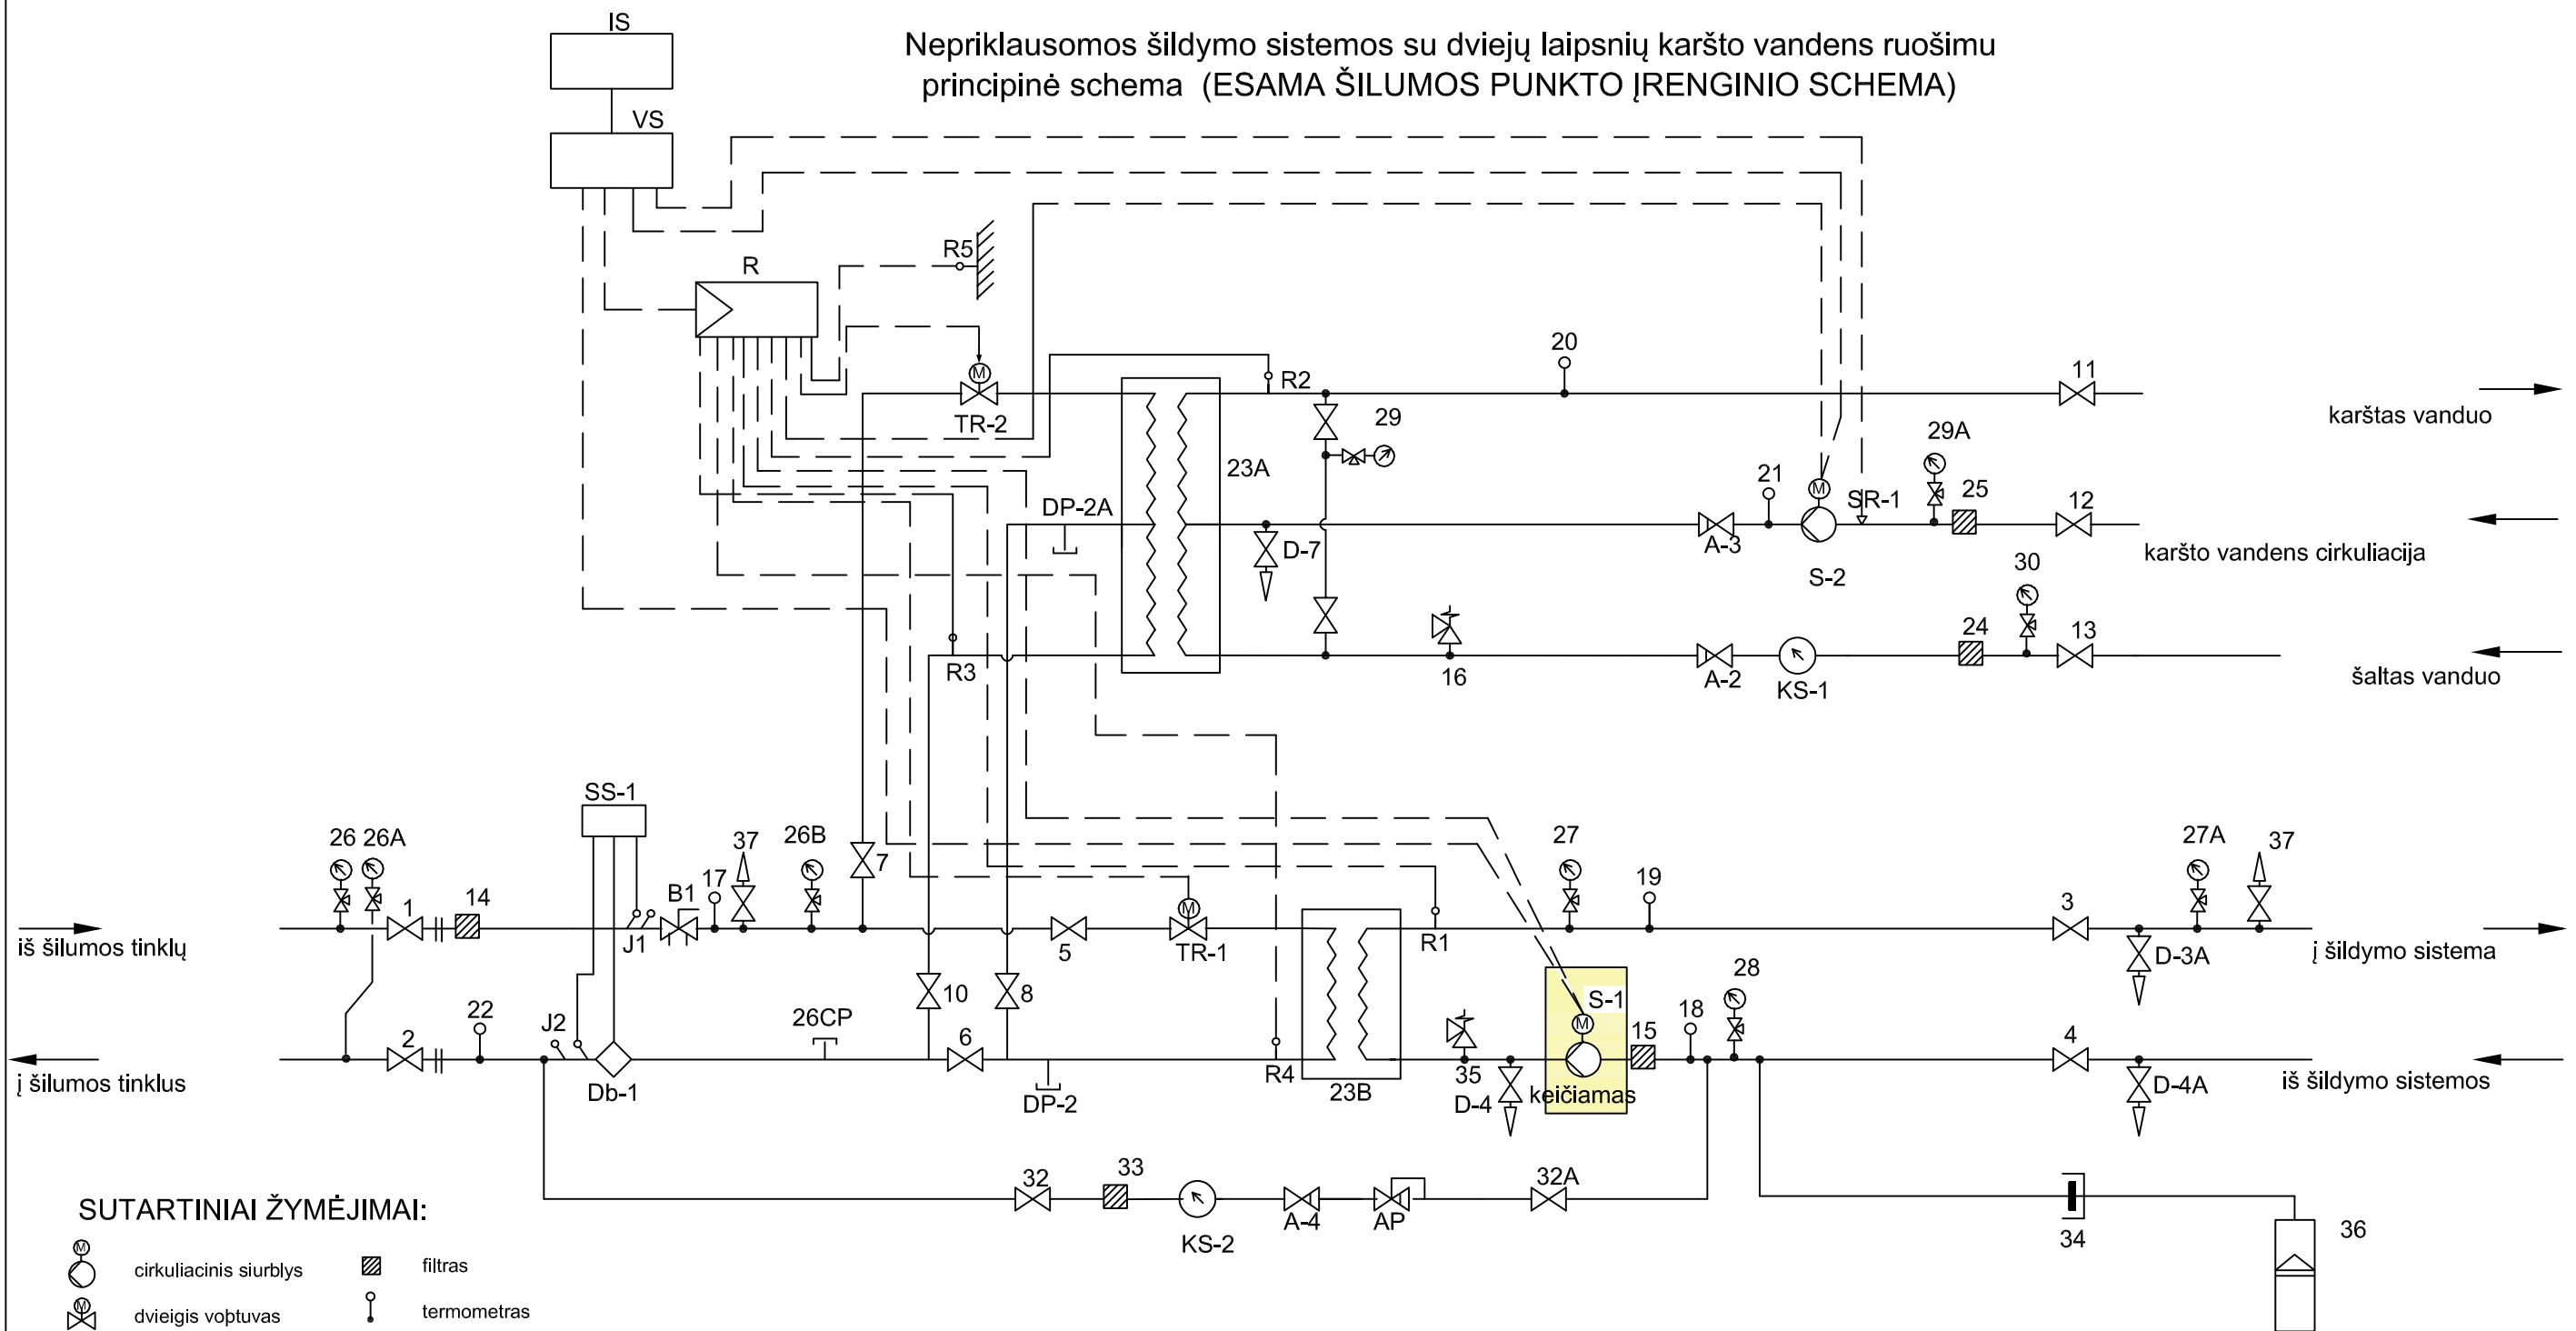 IS
Nepriklausomos šildymo sistemos su dviejų laipsnių karšto vandens ruošimu
principinė schema (ESAMA ŠILUMOS PUNKTO ĮRENGINIO SCHEMA)
VS
R5
R
20
11
M
R2
TR-2
29
karštas vanduo
29A
23A
21
M
SR-1
25
12
DP-2A
D-7
A-3
karšto vandens cirkuliacija
S-2
30
24
13
R3
16
A-2
KS-1
šaltas vanduo
SS-1
26
26A
37
26B
7
27
27A
37
1
14
B1
17
19
3
M
iš šilumos tinklų
J1
5
TR-1
R1
D-3A
į šildymo sistema
10
8
S-1
28
22
J2
26CP
6
M
15
18
2
4
į šilumos tinklus
Db-1
DP-2
R4
23B
35
D-4
keičiamas
D-4A
iš šildymo sistemos
32
33
32A
SUTARTINIAI ŽYMĖJIMAI:
A-4
AP
KS-2
34
36
M
cirkuliacinis siurblys
filtras
M
dvieigis voþtuvas
termometras